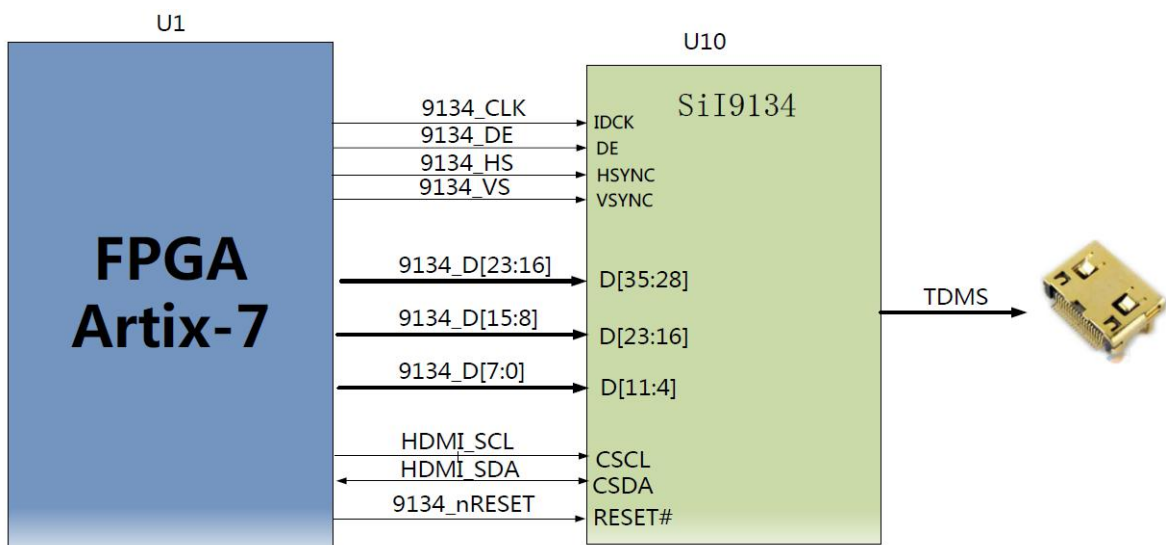 U1
U10
FPGA
Artix-7
SiI9134
9134_CLK
IDCK
9134_DE
DE
9134_HS
HSYNC
9134_VS
VSYNC
9134_D[23:16]
D[35:28]
9134_D[15:8]
D[23:16]
9134_D[7:0]
D[11:4]
HDMI_SCL
CSCL
HDMI_SDA
CSDA
9134_nRESET
RESET#
TDMS